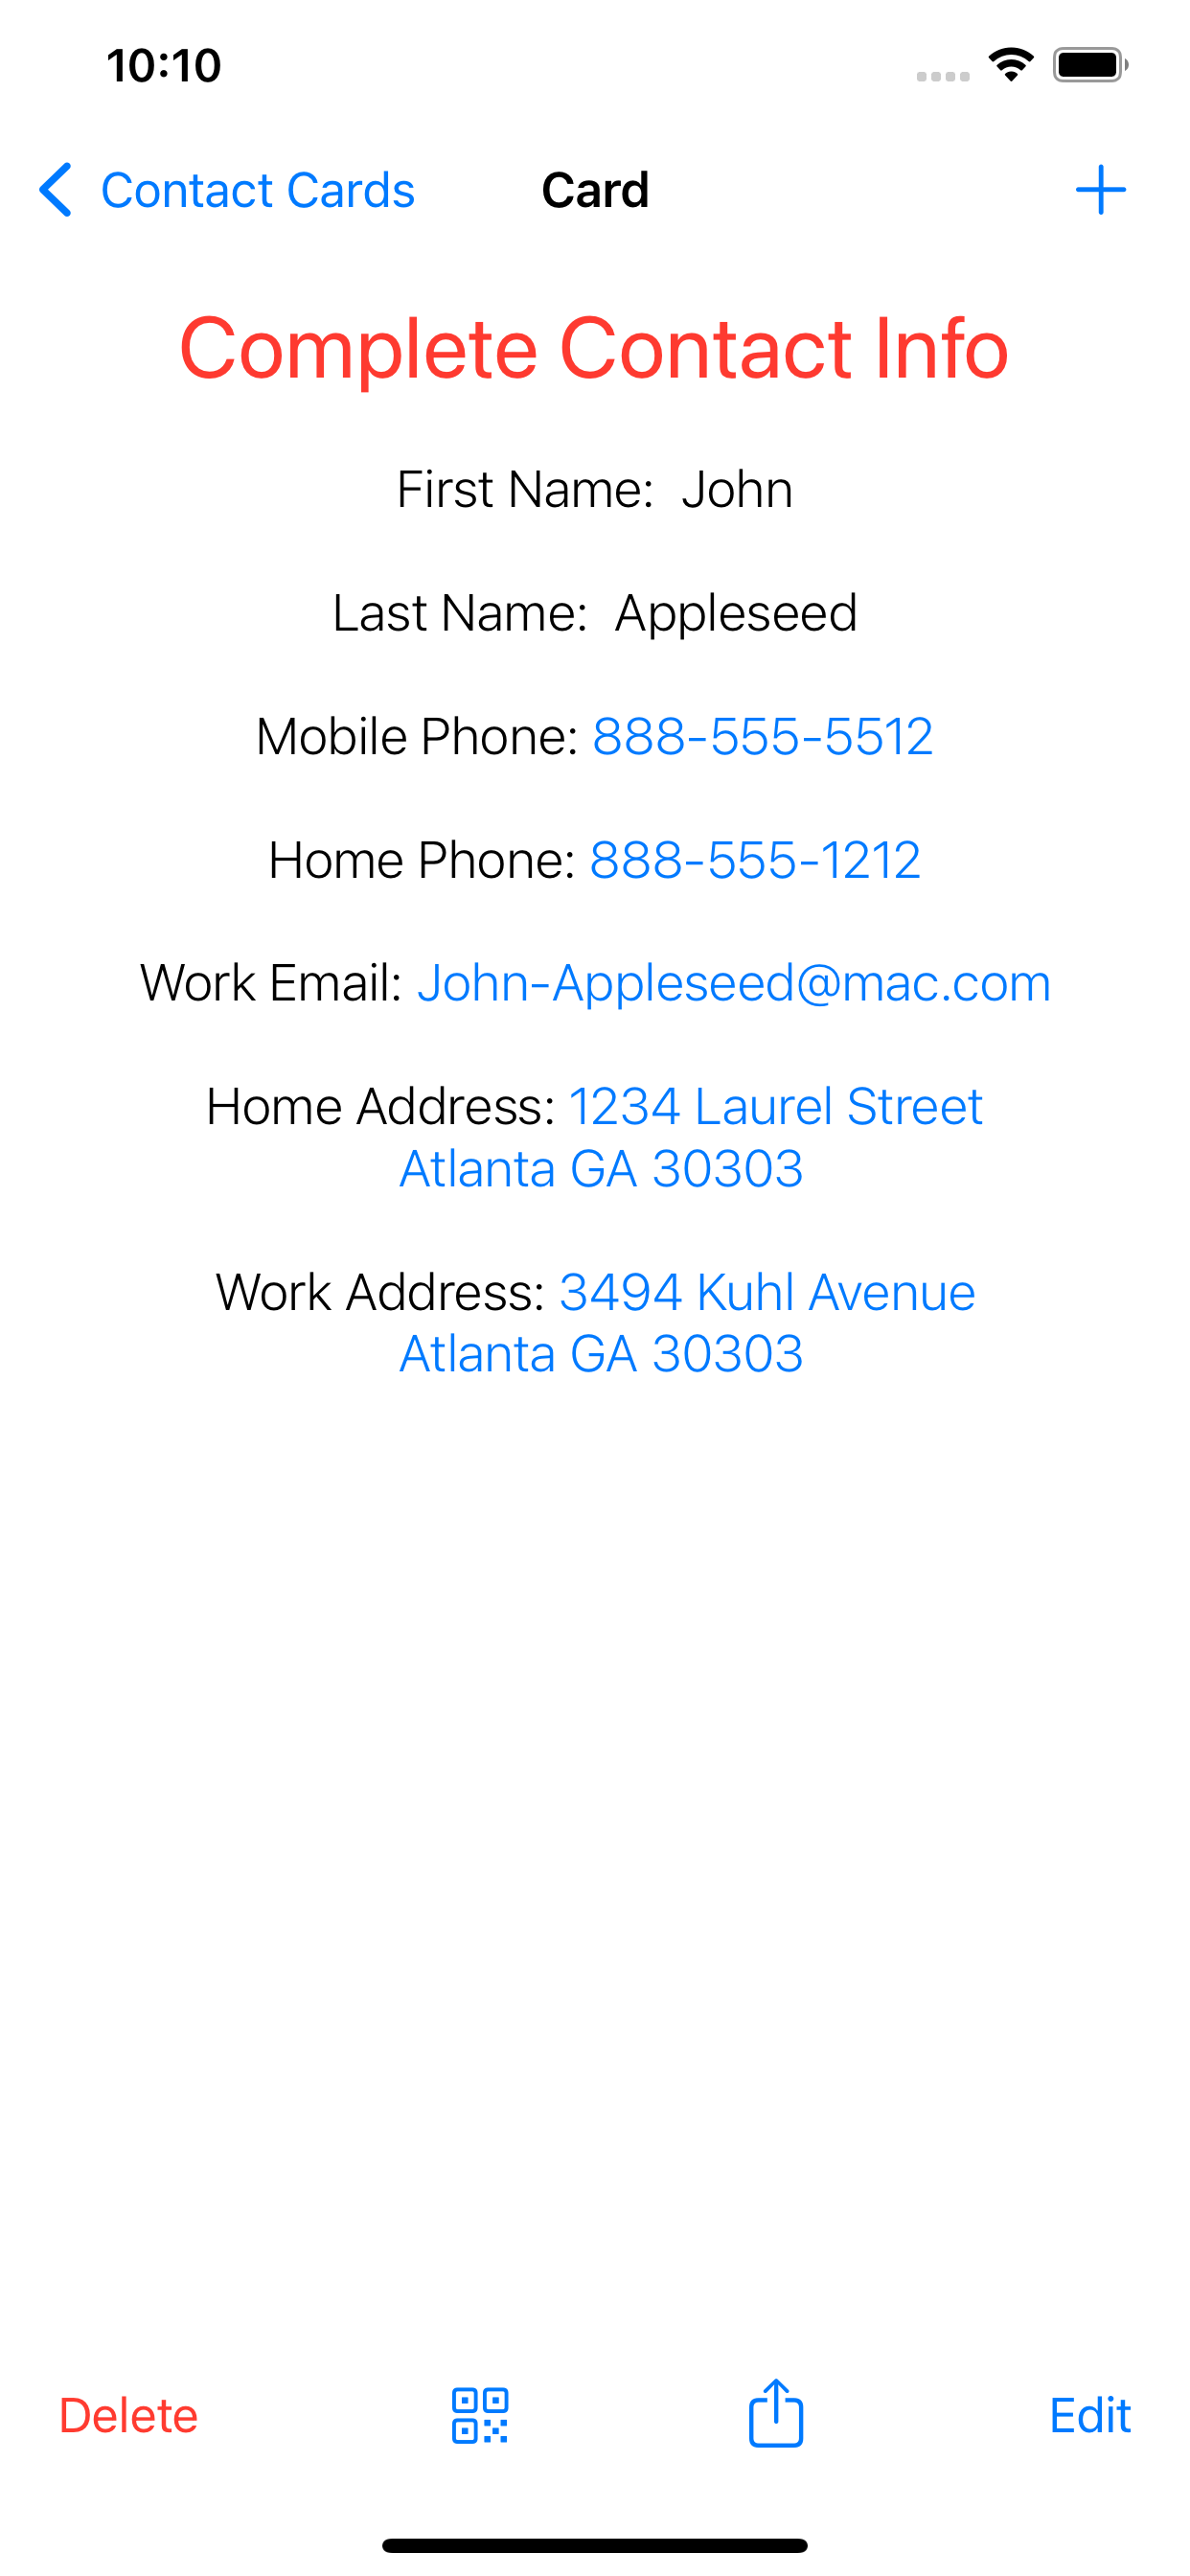 10:10
Contact Cards
Card
Complete Contact Info
First Name:  John
Last Name:  Appleseed
Mobile Phone: 888-555-5512
Home Phone: 888-555-1212
Work Email: John-Appleseed@mac.com
Home Address: 1234 Laurel Street
Atlanta GA 30303
Work Address: 3494 Kuhl Avenue
Atlanta GA 30303
Delete
Edit